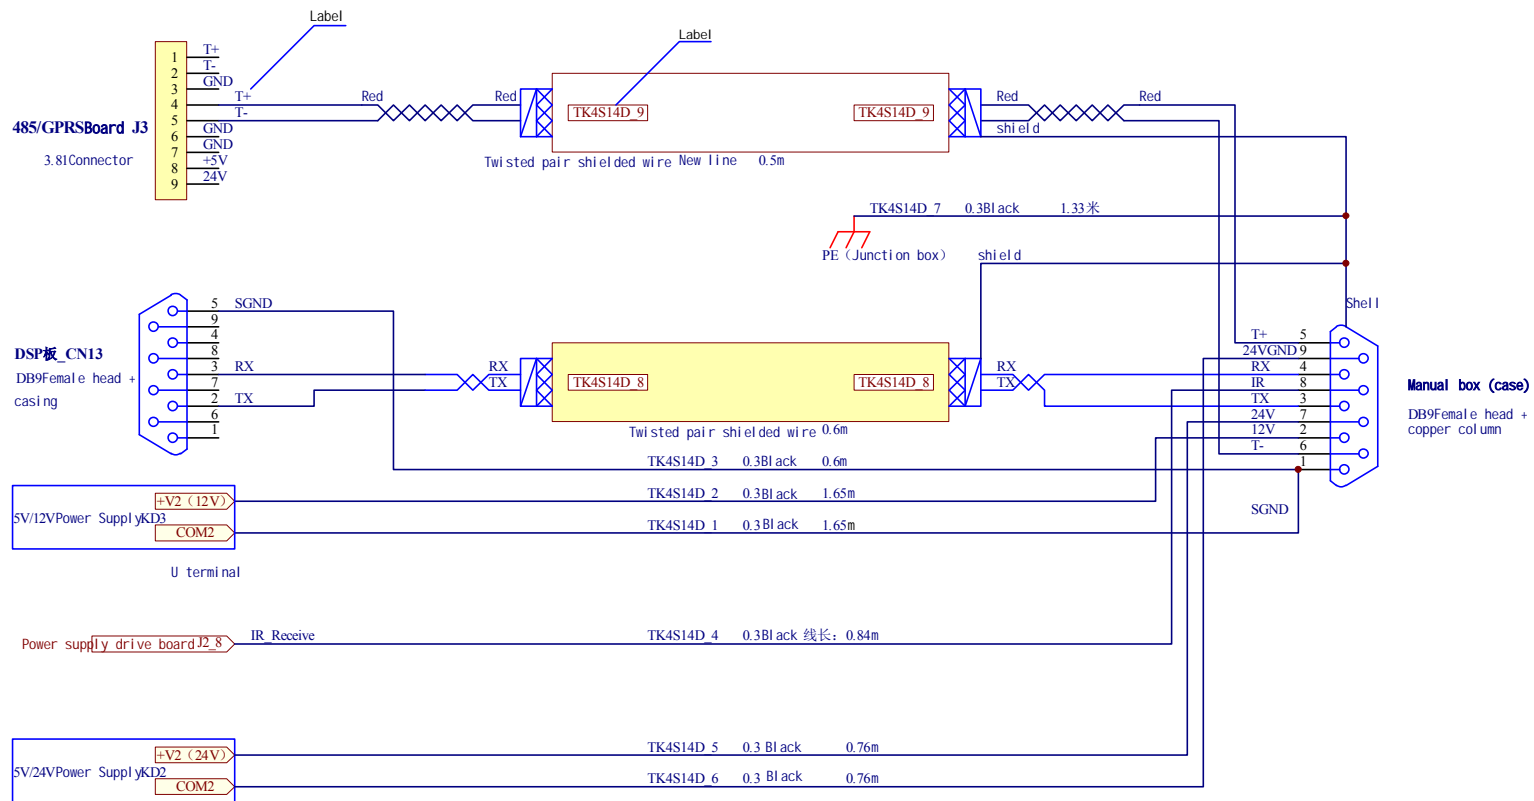 Label
Label
1 T+
2 T-
3 GND
4 T+
5 T-
6 GND
7 GND
8 +5V
9 24V
485/GPRSBoard J3
3.81Connector
Red Red
TK4S14D_9 TK4S14D_9
Red Red
shield
Twisted pair shielded wire New line 0.5m
TK4S14D_7 0.3Black 1.33米
PE（Junction box） shield
Shell
DSP板_CN13
DB9Female head +
casing
5 SGND
9
4
8
3 RX
7
2 TX
6
1
RX
TX
TK4S14D_8 TK4S14D_8
RX
TX
Twisted pair shielded wire 0.6m
T+ 5
24VGND 9
RX 4
IR 8
TX 3
24V 7
12V 2
T- 6
1
SGND
Manual box (case)
DB9Female head +
copper column
TK4S14D_3 0.3Black 0.6m
5V/12VPower SupplyKD3
+V2（12V）
COM2
TK4S14D_2 0.3Black 1.65m
TK4S14D_1 0.3Black 1.65m
U terminal
Power supply drive board J2_8
IR_Receive
TK4S14D_4 0.3Black 线长：0.84m
5V/24VPower SupplyKD2
+V2（24V）
COM2
TK4S14D_5 0.3 Black 0.76m
TK4S14D_6 0.3 Black 0.76m